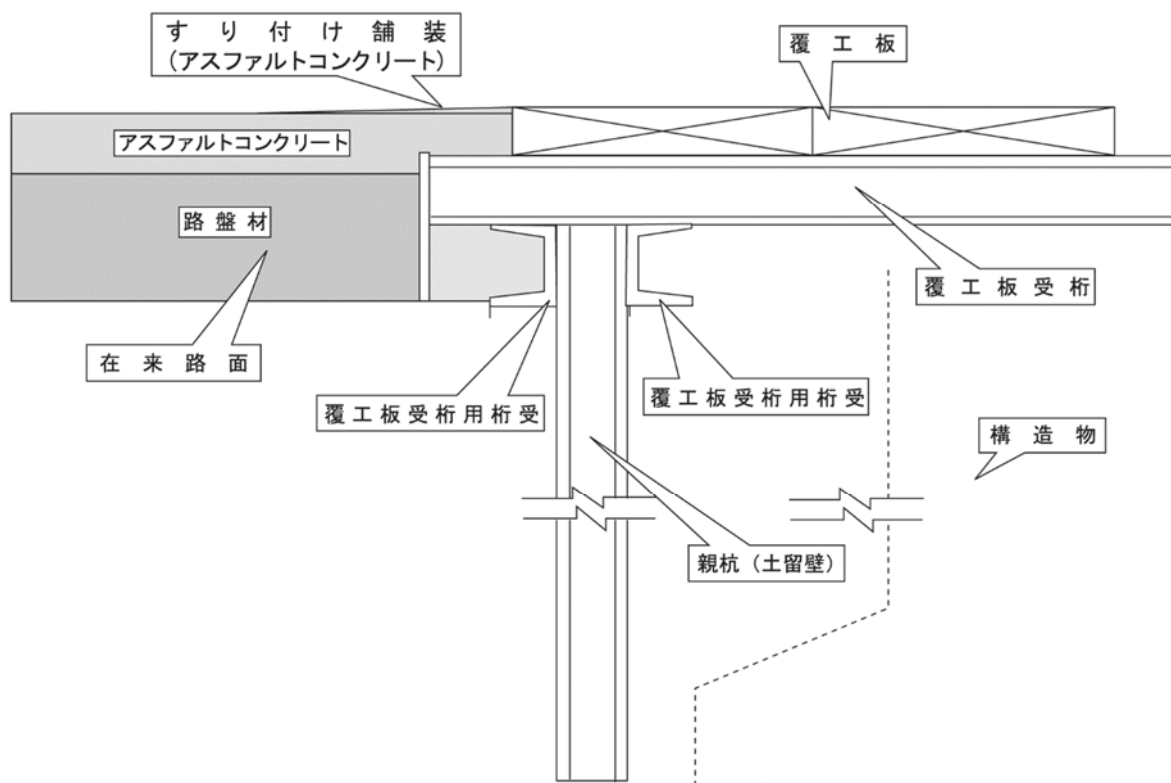 すり付け舗装
(アスファルトコンクリート)
覆工板
アスファルトコンクリート
路盤材
覆工板受桁
在来路面
覆工板受桁用桁受
覆工板受桁用桁受
構造物
親杭(土留壁)